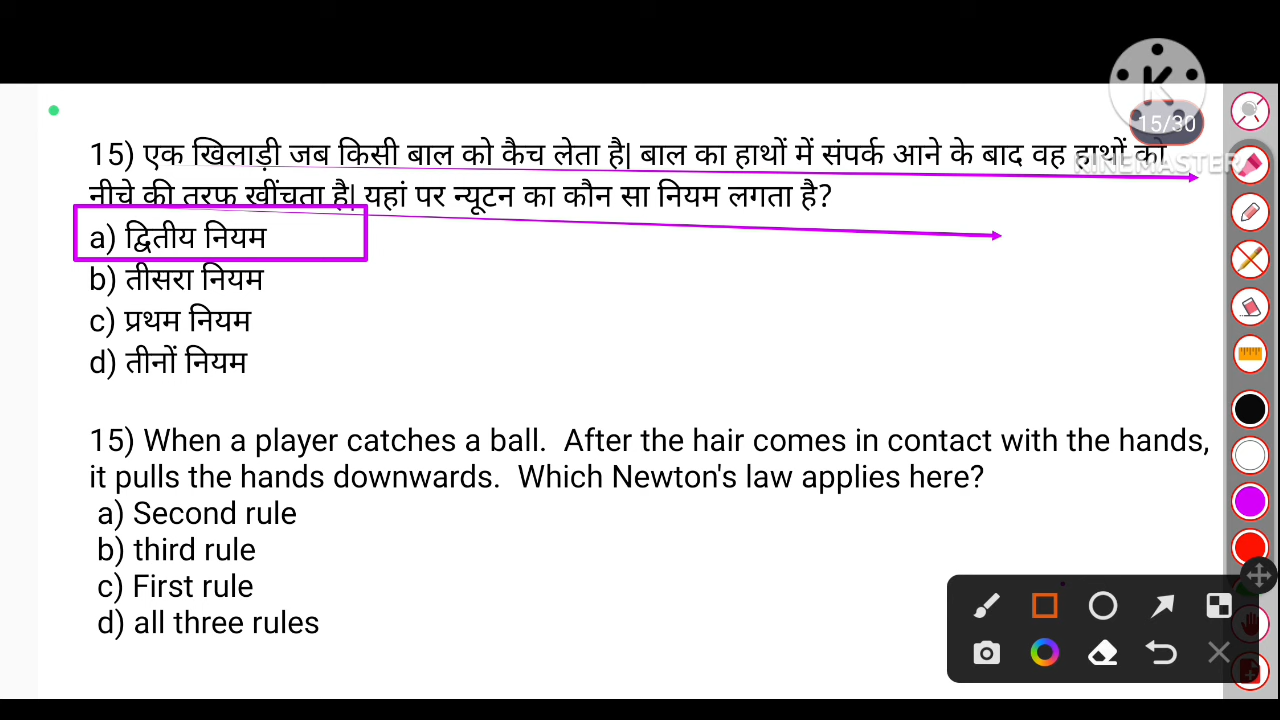 15/30
KINEMASTER
15) एक खिलाड़ी जब किसी बाल को कैच लेता है| बाल का हाथों में संपर्क आने के बाद वह हाथों को
नीचे की तरफ खींचता है| यहां पर न्यूटन का कौन सा नियम लगता है?
a) द्वितीय नियम
b) तीसरा नियम
c) प्रथम नियम
d) तीनों नियम
15) When a player catches a ball.  After the hair comes in contact with the hands,
it pulls the hands downwards.  Which Newton's law applies here?
a) Second rule
b) third rule
c) First rule
d) all three rules